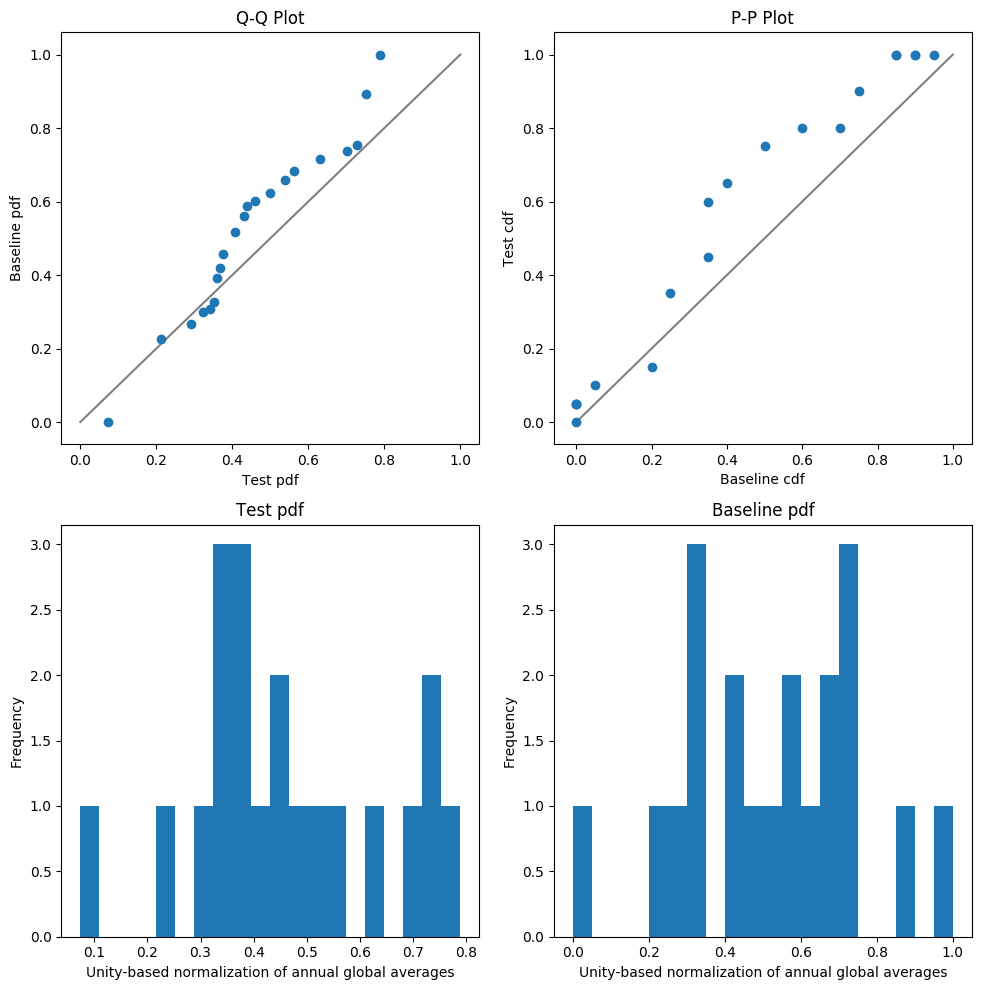 Q-Q Plot
1.0
0.8
0.6
0.4
0.2
0.0
Baseline pdf
0.0 0.2 0.4 0.6 0.8 1.0
Test pdf
P-P Plot
1.0
0.8
0.6
0.4
0.2
0.0
Test cdf
0.0 0.2 0.4 0.6 0.8 1.0
Baseline cdf
Test pdf
3.0
2.5
2.0
1.5
1.0
0.5
0.0
Frequency
0.1 0.2 0.3 0.4 0.5 0.6 0.7 0.8
Unity-based normalization of annual global averages
Baseline pdf
3.0
2.5
2.0
1.5
1.0
0.5
0.0
Frequency
0.0 0.2 0.4 0.6 0.8 1.0
Unity-based normalization of annual global averages